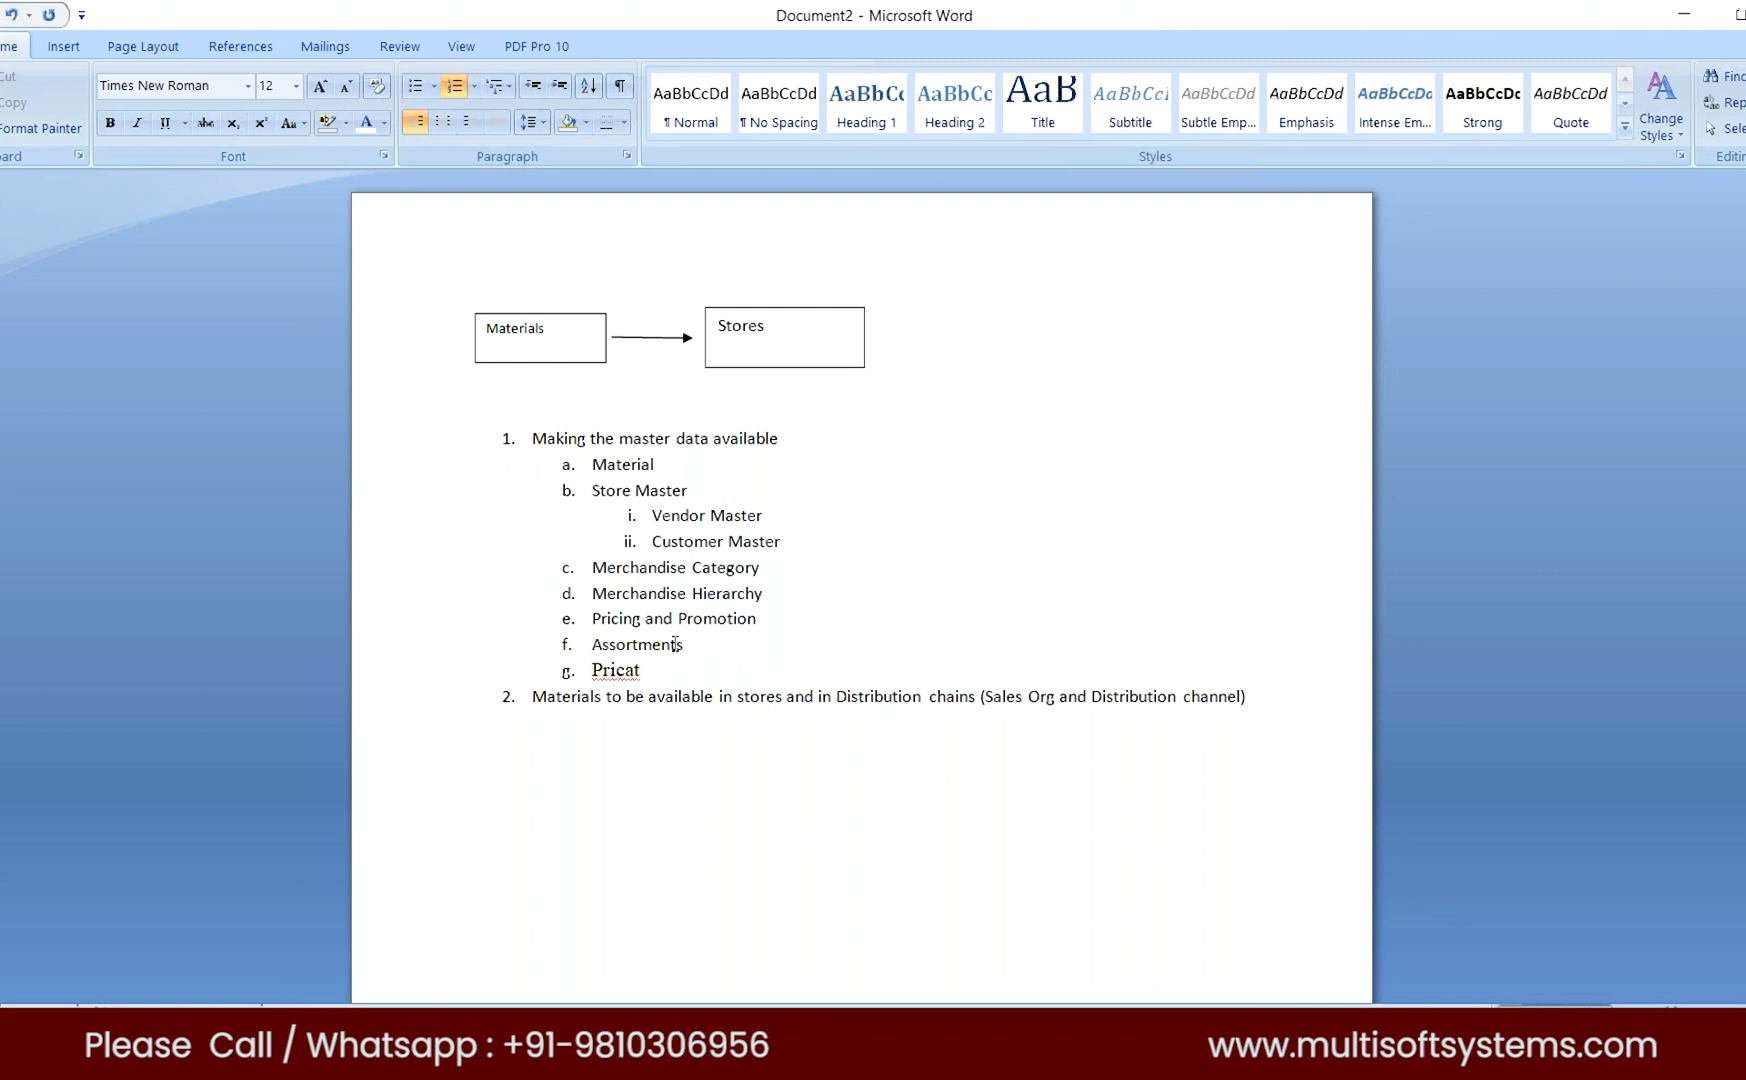 Document2 - Microsoft Word
me Insert Page Layout References Mailings Review View PDF Pro 10
Cut
Copy
Format Painter
ard
Times New Roman 12
Font
Paragraph
AaBbCcDd AaBbCcDd AaBbCc AaBbCc AaB AaBbCcI AaBbCcDd AaBbCcDd AaBbCcDd AaBbCcDc AaBbCcDd
¶ Normal ¶ No Spacing Heading 1 Heading 2 Title Subtitle Subtle Emp... Emphasis Intense Em... Strong Quote
Styles
Change
Styles
Find
Rep
Sele
Editin
Materials
Stores
1. Making the master data available
a. Material
b. Store Master
i. Vendor Master
ii. Customer Master
c. Merchandise Category
d. Merchandise Hierarchy
e. Pricing and Promotion
f. Assortments
g. Pricat
2. Materials to be available in stores and in Distribution chains (Sales Org and Distribution channel)
Please Call / Whatsapp : +91-9810306956
www.multisoftsystems.com